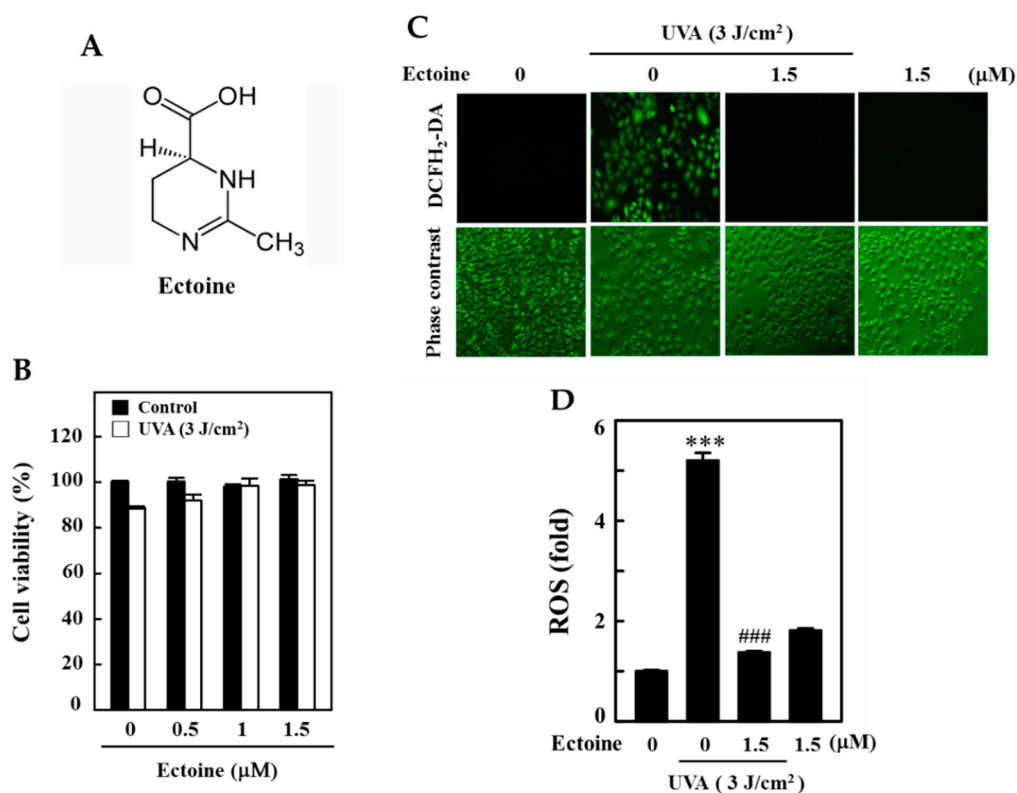 A
O
OH
H
NH
N
CH3
Ectoine
B
Control
UVA (3 J/cm²)
120
100
80
60
40
20
0
Cell viability (%)
0 0.5 1 1.5
Ectoine (μM)
C
UVA (3 J/cm²)
Ectoine 0 0 1.5 1.5 (μM)
DCFH₂-DA
Phase contrast
D
6
4
2
0
ROS (fold)
***
###
Ectoine 0 0 1.5 1.5 (μM)
UVA (3 J/cm²)